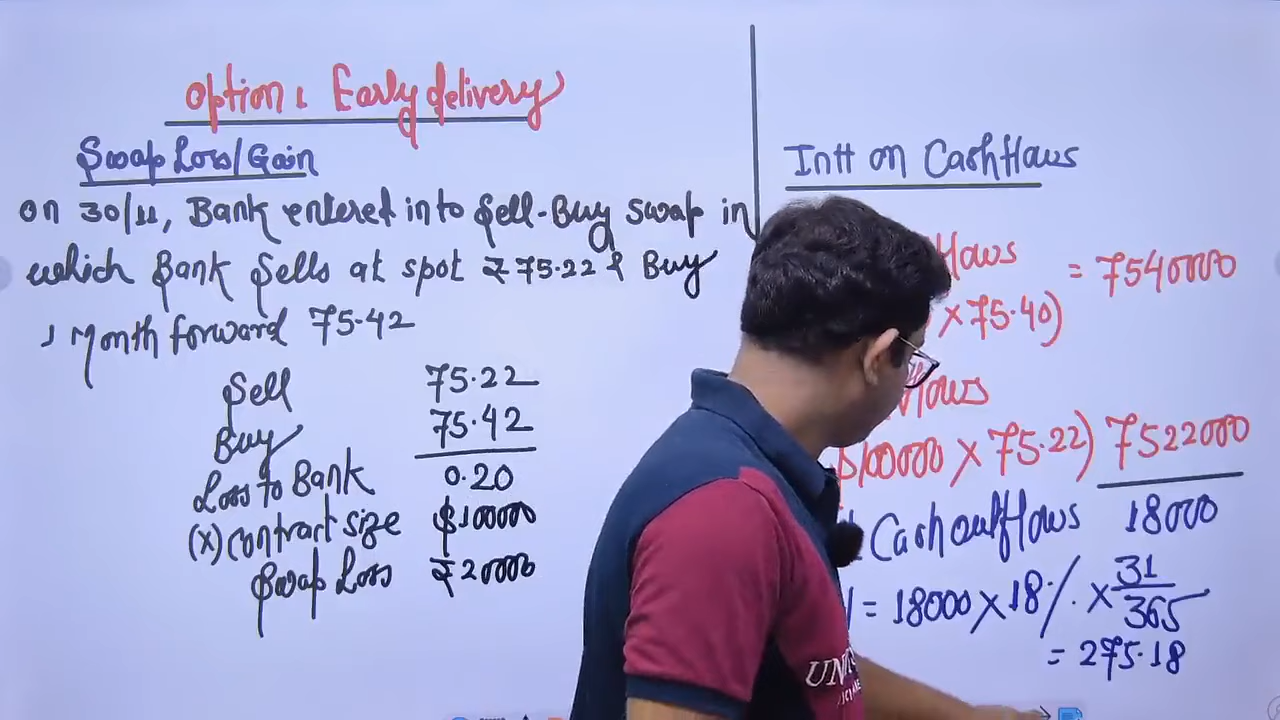 Option: Early delivery
Swap Loss/Gain
On 30/11, Bank entered into Sell-Buy swap in
which Bank Sells at spot ₹75.22 & Buy
1 Month forward 75.42
Sell 75.22
Buy 75.42
Loss to Bank 0.20
(x) Contract size $100000
Swap Loss ₹20000
Intt on Cashflows
flows = 7540000
× 75.40)
flows
$100000 × 75.22) 7522000
Cash outflows 18000
= 18000 × 18% × 31/365
= 275.18
UN